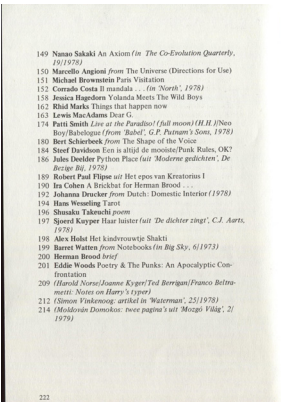 149 Nanao Sakaki An Axiom (in The Co-Evolution Quarterly,
19/1978)
150 Marcello Angioni from The Universe (Directions for Use)
151 Michael Brownstein Paris Visitation
152 Corrado Costa Il mandala . . . (in 'North', 1978)
158 Jessica Hagedorn Yolanda Meets The Wild Boys
162 Rhid Marks Things that happen now
163 Lewis MacAdams Dear G.
174 Patti Smith Live at the Paradiso! (full moon) (H.H.)/Neo
Boy/Babelogue (from 'Babel', G.P. Putnam's Sons, 1978)
180 Bert Schierbeek from The Shape of the Voice
184 Steef Davidson Een is altijd de mooiste/Punk Rules, OK?
186 Jules Deelder Python Place (uit 'Moderne gedichten', De
Bezige Bij, 1978)
189 Robert Paul Flipse uit Het epos van Kreatorius I
190 Ira Cohen A Brickbat for Herman Brood . . .
192 Johanna Drucker from Dutch: Domestic Interior (1978)
194 Hans Wesseling Tarot
196 Shusaku Takeuchi poem
197 Sjoerd Kuyper Haar luister (uit 'De dichter zingt', C.J. Aarts,
1978)
198 Alex Holst Het kindvrouwtje Shakti
199 Barret Watten from Notebooks (in Big Sky, 6/1973)
200 Herman Brood brief
201 Eddie Woods Poetry & The Punks: An Apocalyptic Con-
frontation
209 (Harold Norse/Joanne Kyger/Ted Berrigan/Franco Beltra-
metti: Notes on Harry's typer)
212 (Simon Vinkenoog: artikel in 'Waterman', 25/1978)
214 (Moldován Domokos: twee pagina's uit 'Mozgó Világ', 2/
1979)
222